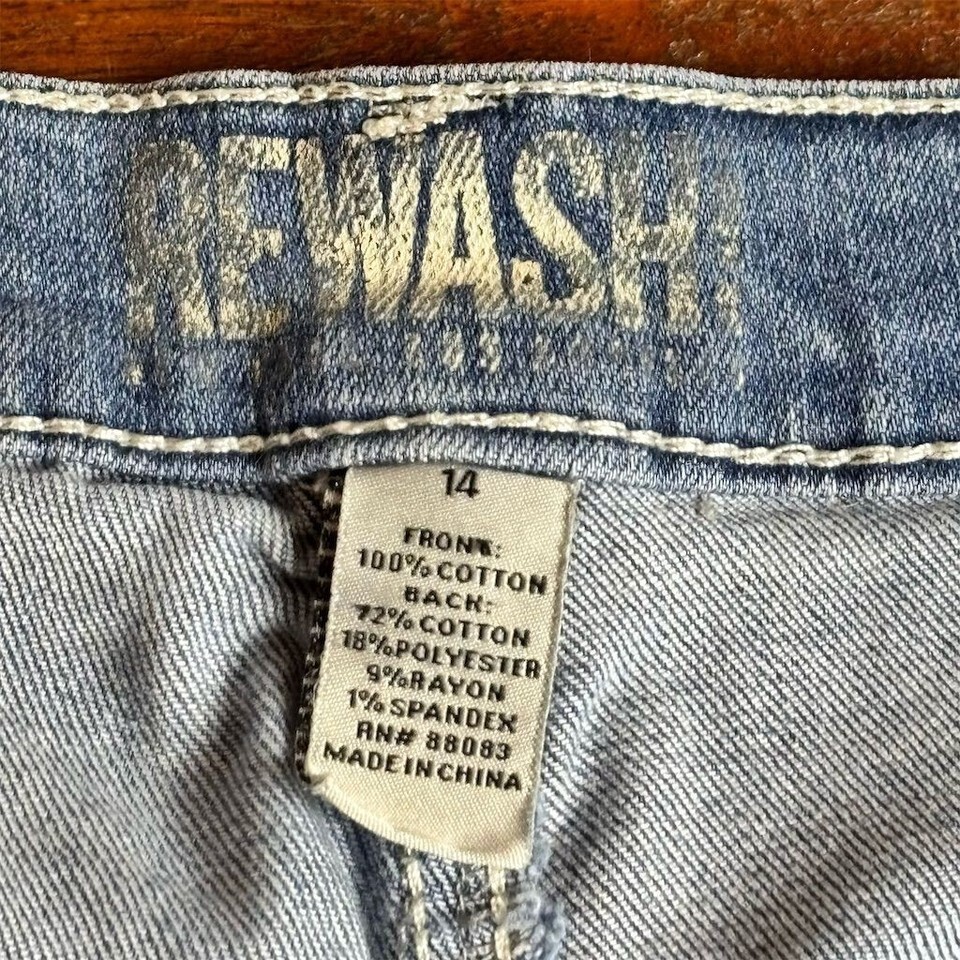 REWASH
14
FRONT:
100% COTTON
BACK:
72% COTTON
18% POLYESTER
9% RAYON
1% SPANDEX
RN# 88083
MADE IN CHINA